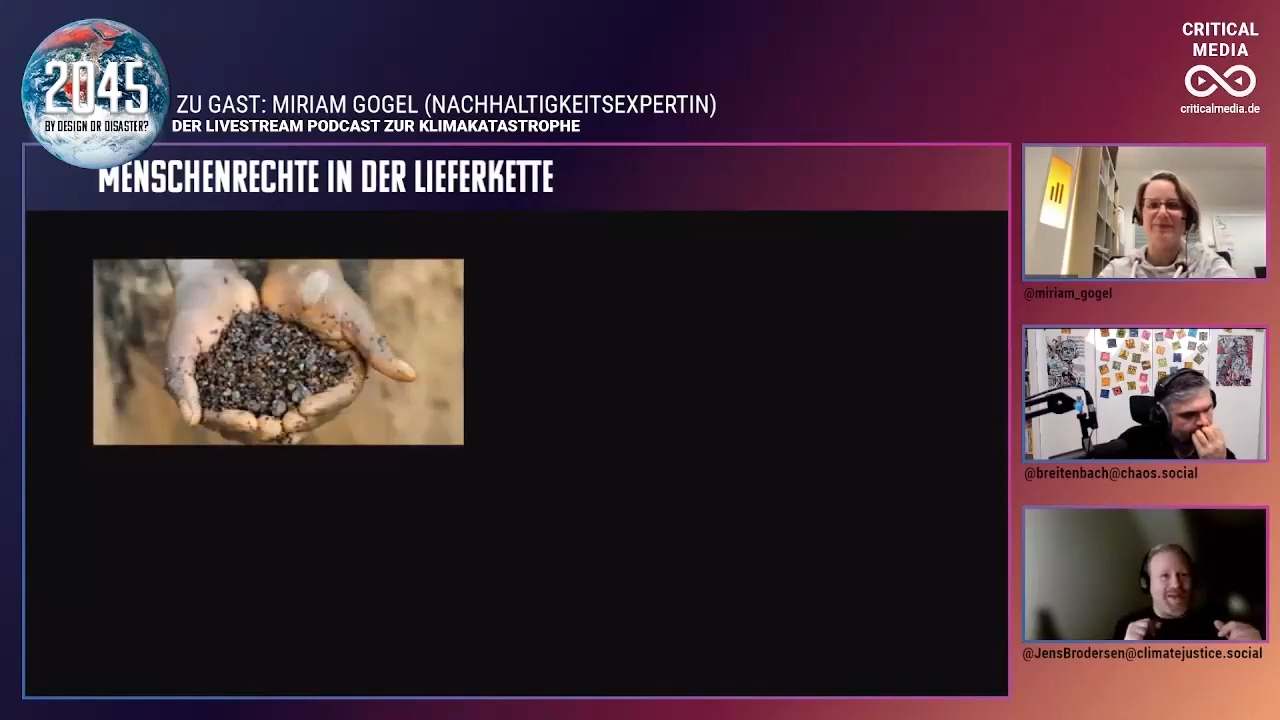 2045
BY DESIGN OR DISASTER?
ZU GAST: MIRIAM GOGEL (NACHHALTIGKEITSEXPERTIN)
DER LIVESTREAM PODCAST ZUR KLIMAKATASTROPHE
CRITICAL
MEDIA
criticalmedia.de
MENSCHENRECHTE IN DER LIEFERKETTE
@miriam_gogel
@breitenbach@chaos.social
@JensBrodersen@climatejustice.social